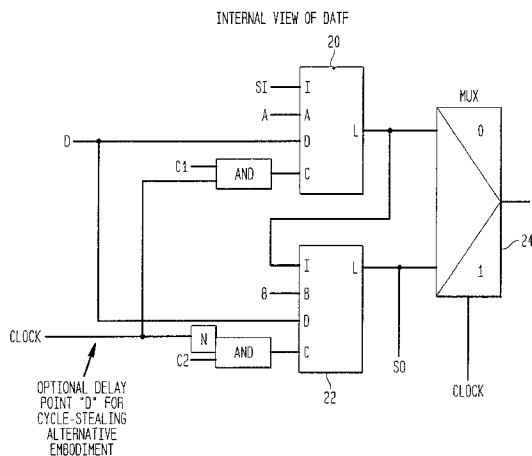 INTERNAL VIEW OF DATF
20
SI
I
A
A
MUX
D
D
L
0
C1
AND
C
24
I
L
B
B
1
D
CLOCK
N
AND
C
C2
22
SO
CLOCK
OPTIONAL DELAY
POINT "D" FOR
CYCLE-STEALING
ALTERNATIVE
EMBODIMENT